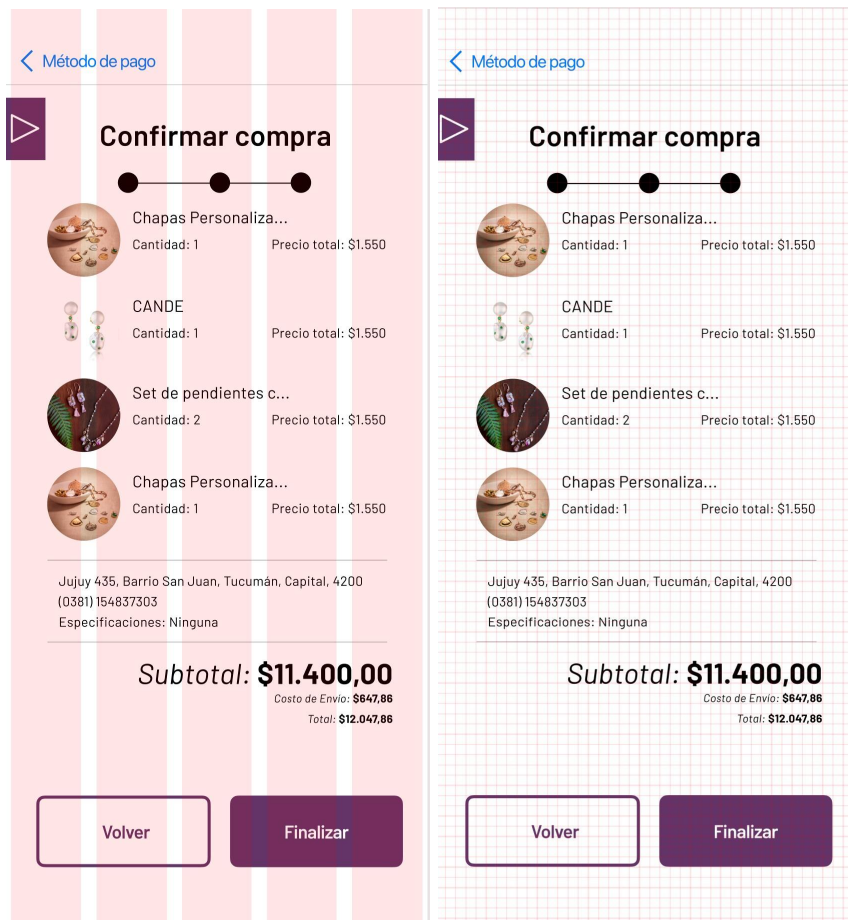 Método de pago
Confirmar compra
Chapas Personaliza...
Cantidad: 1 Precio total: $1.550
CANDE
Cantidad: 1 Precio total: $1.550
Set de pendientes c...
Cantidad: 2 Precio total: $1.550
Chapas Personaliza...
Cantidad: 1 Precio total: $1.550
Jujuy 435, Barrio San Juan, Tucumán, Capital, 4200
(0381) 154837303
Especificaciones: Ninguna
Subtotal: $11.400,00
Costo de Envio: $647,86
Total: $12.047,86
Volver Finalizar
Método de pago
Confirmar compra
Chapas Personaliza...
Cantidad: 1 Precio total: $1.550
CANDE
Cantidad: 1 Precio total: $1.550
Set de pendientes c...
Cantidad: 2 Precio total: $1.550
Chapas Personaliza...
Cantidad: 1 Precio total: $1.550
Jujuy 435, Barrio San Juan, Tucumán, Capital, 4200
(0381) 154837303
Especificaciones: Ninguna
Subtotal: $11.400,00
Costo de Envio: $647,86
Total: $12.047,86
Volver Finalizar